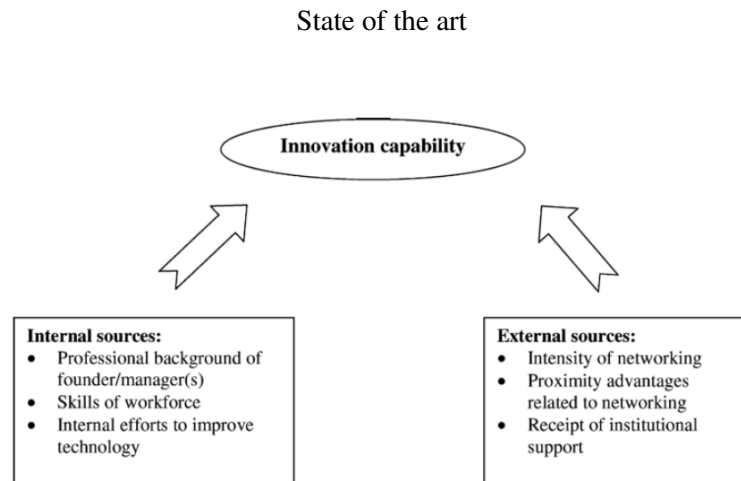 State of the art
Innovation capability
Internal sources:
• Professional background of
founder/manager(s)
• Skills of workforce
• Internal efforts to improve
technology
External sources:
• Intensity of networking
• Proximity advantages
related to networking
• Receipt of institutional
support